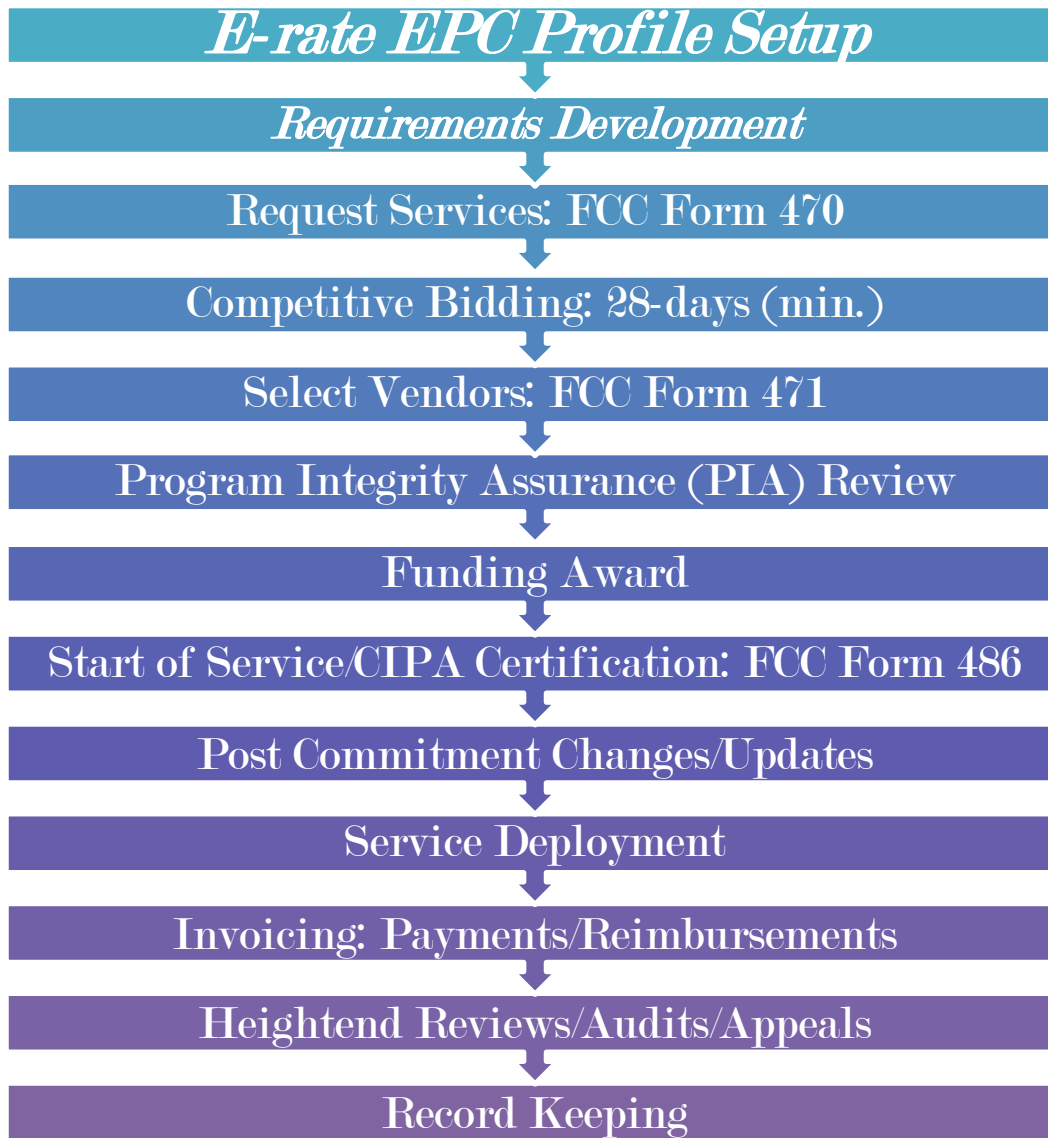 E-rate EPC Profile Setup
Requirements Development
Request Services: FCC Form 470
Competitive Bidding: 28-days (min.)
Select Vendors: FCC Form 471
Program Integrity Assurance (PIA) Review
Funding Award
Start of Service/CIPA Certification: FCC Form 486
Post Commitment Changes/Updates
Service Deployment
Invoicing: Payments/Reimbursements
Heightend Reviews/Audits/Appeals
Record Keeping